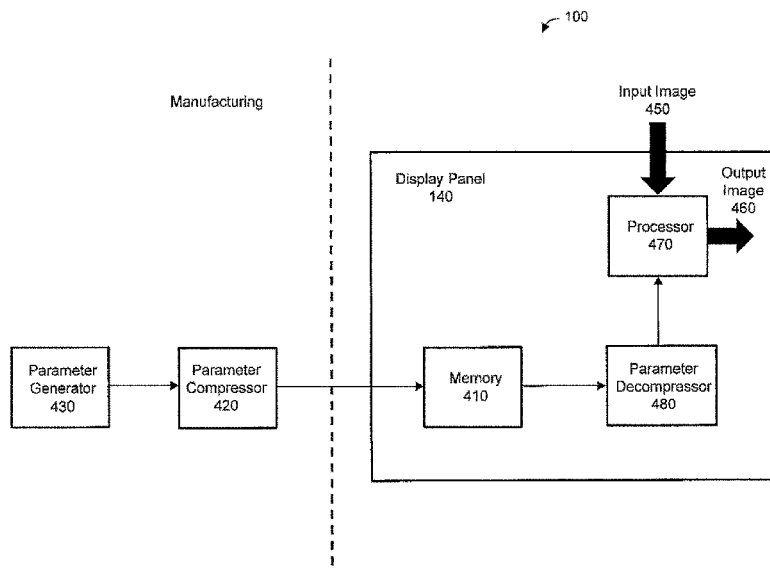 100
Manufacturing
Input Image
450
Display Panel
140
Output
Image
460
Processor
470
Parameter
Generator
430
Parameter
Compressor
420
Memory
410
Parameter
Decompressor
480